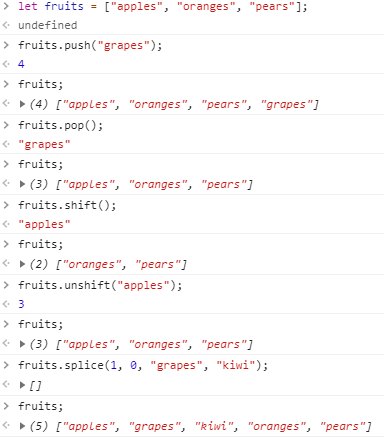 > let fruits = ["apples", "oranges", "pears"];
undefined
> fruits.push("grapes");
4
> fruits;
(4) ["apples", "oranges", "pears", "grapes"]
> fruits.pop();
"grapes"
> fruits;
(3) ["apples", "oranges", "pears"]
> fruits.shift();
"apples"
> fruits;
(2) ["oranges", "pears"]
> fruits.unshift("apples");
3
> fruits;
(3) ["apples", "oranges", "pears"]
> fruits.splice(1, 0, "grapes", "kiwi");
[]
> fruits;
(5) ["apples", "grapes", "kiwi", "oranges", "pears"]